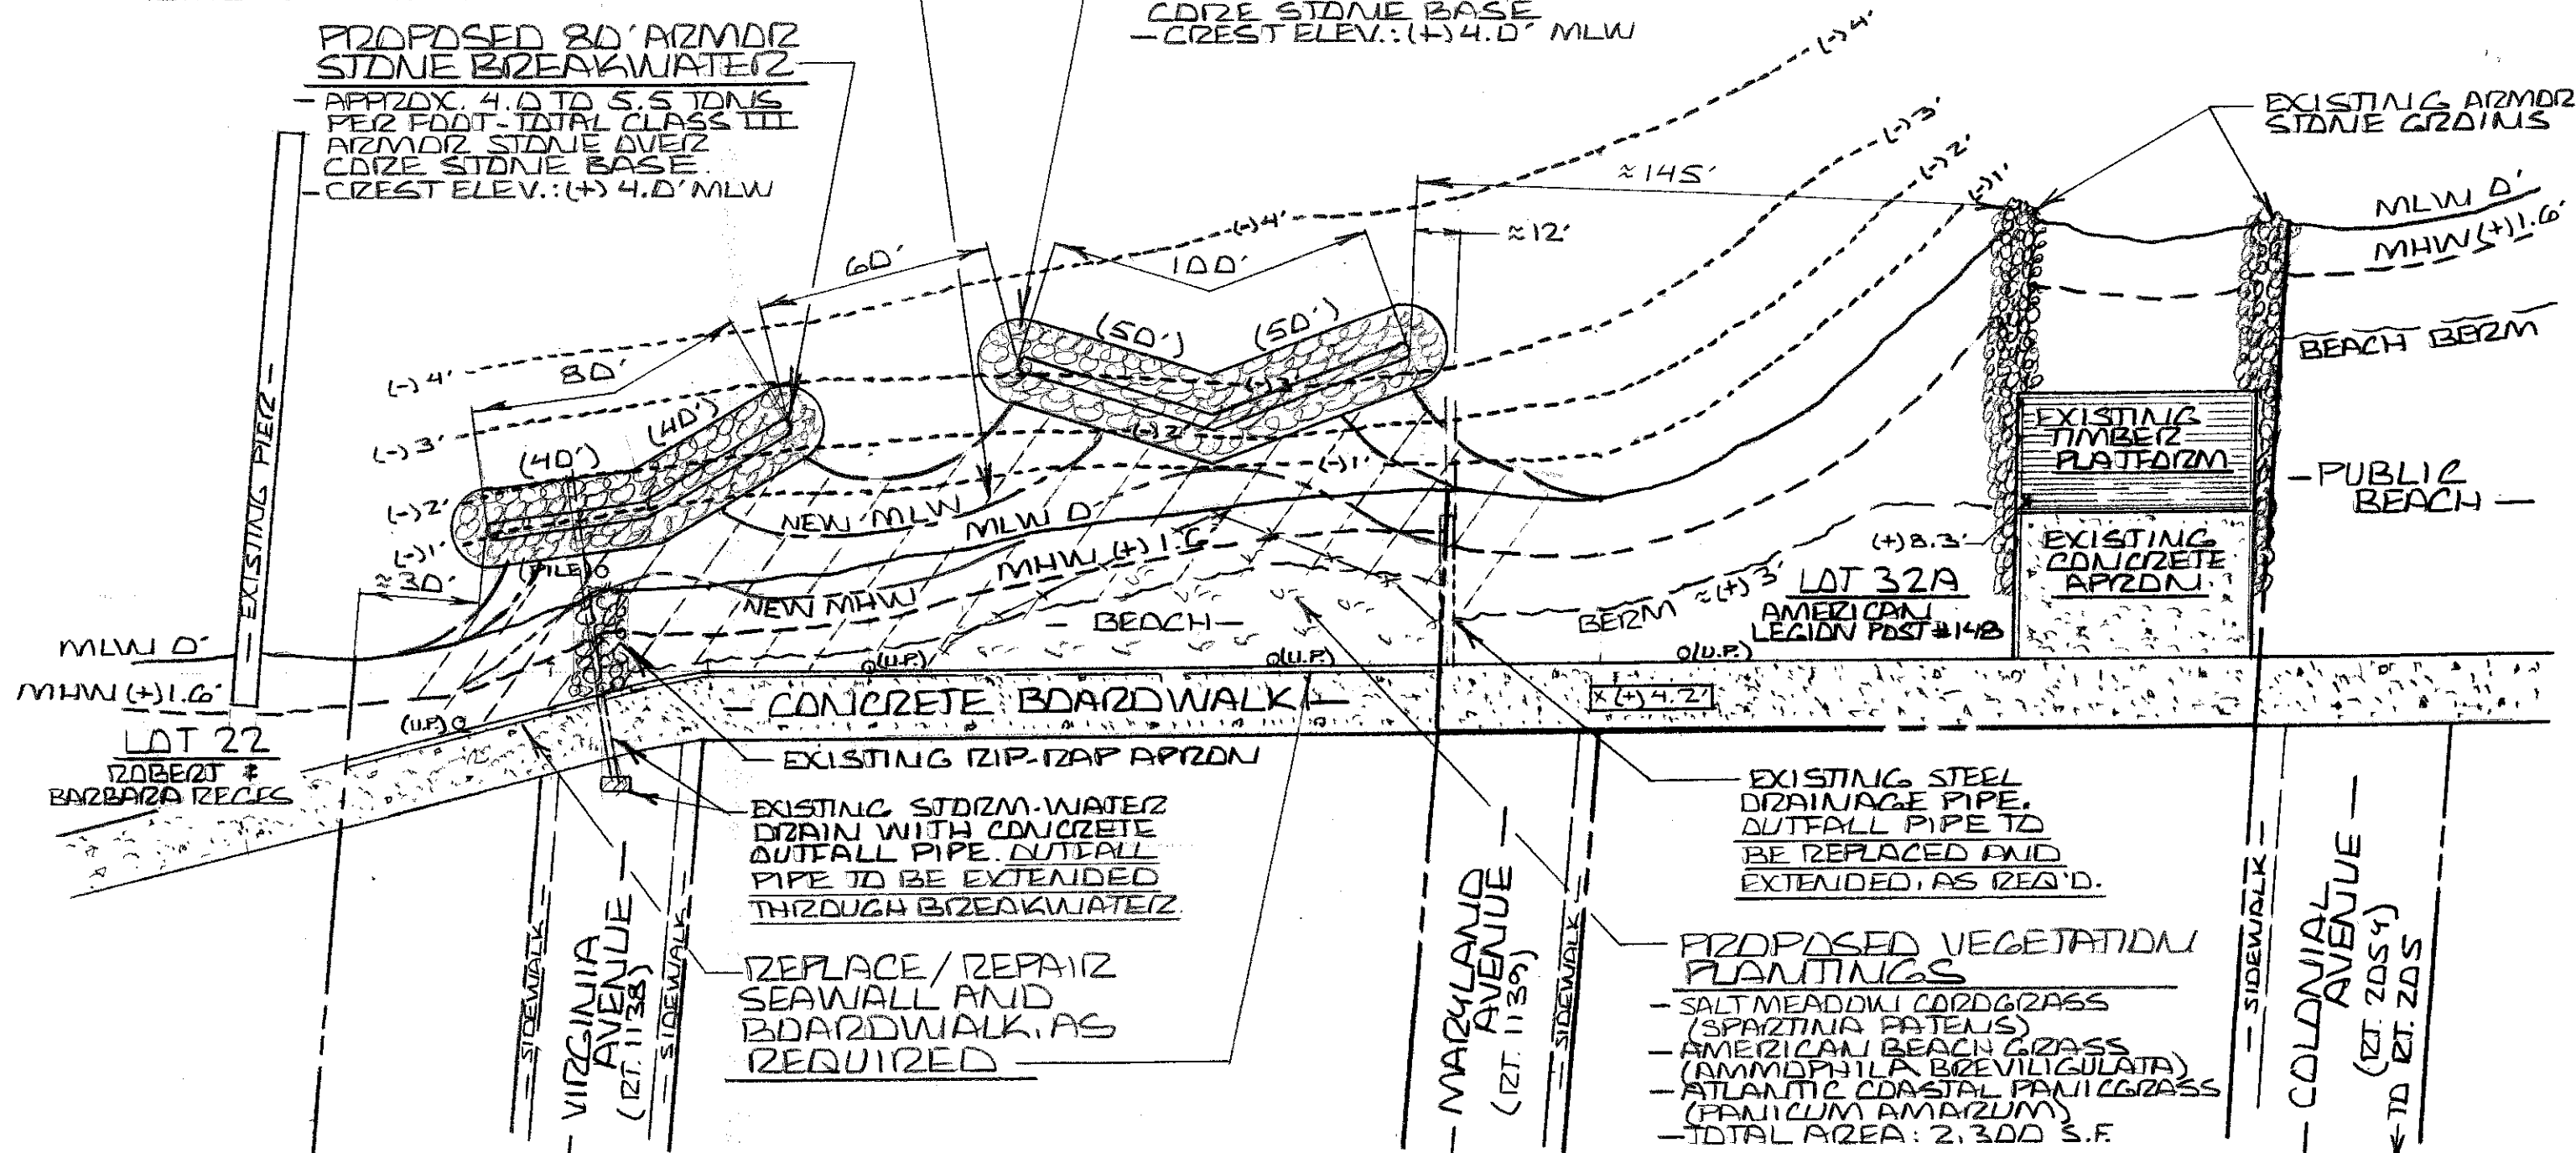 PROPOSED 80' ARMOR
STONE BREAKWATER
- APPROX. 4.0 TO 5.5 TONS
PER FOOT-TOTAL CLASS III
ARMOR STONE OVER
CORE STONE BASE.
- CREST ELEV.: (+) 4.0' MLW
CORE STONE BASE
- CREST ELEV.: (+) 4.0' MLW
(-) 4'
(-) 3'
(-) 2'
(-) 1'
EXISTING ARMOR
STONE GROINS
≈ 145'
≈ 12'
MLW 0'
MHW (+) 1.6'
BEACH BERM
- PUBLIC
BEACH -
- EXISTING PIER -
60'
100'
(-) 4'
(50')
(50')
(-) 3'
(-) 2'
(-) 1'
80'
(40')
(40')
(-) 4'
(-) 3'
(-) 2'
(-) 1'
≈ 30'
(PILE) O
NEW MLW
MLW 0'
MHW (+) 1.6'
NEW MHW
- BEACH -
EXISTING
TIMBER
PLATFORM
EXISTING
CONCRETE
APRON
(+) 8.3'
BERM ≈ (+) 3'
LOT 32A
AMERICAN
LEGION POST #148
MLW 0'
MHW (+) 1.6'
LOT 22
ROBERT &
BARBARA RECES
(U.P.) O
O (U.P.)
O (U.P.)
O (U.P.)
- CONCRETE BOARDWALK -
X (+) 4.2'
EXISTING RIP-RAP APRON
EXISTING STORM-WATER
DRAIN WITH CONCRETE
OUTFALL PIPE. OUTFALL
PIPE TO BE EXTENDED
THROUGH BREAKWATER.
REPLACE / REPAIR
SEAWALL AND
BOARDWALK, AS
REQUIRED
EXISTING STEEL
DRAINAGE PIPE.
OUTFALL PIPE TO
BE REPLACED AND
EXTENDED, AS REQ'D.
PROPOSED VEGETATION
PLANTINGS
- SALTMEADOW CORDGRASS
(SPARTINA PATENS)
- AMERICAN BEACH GRASS
(AMMOPHILA BREVILIGULATA)
- ATLANTIC COASTAL PANICGRASS
(PANICUM AMARUM)
- TOTAL AREA: 2,300 S.F.
- SIDEWALK -
- VIRGINIA
AVENUE -
(RT. 1138)
- SIDEWALK -
- MARYLAND
AVENUE -
(RT. 1139)
- SIDEWALK -
- SIDEWALK -
- COLONIAL
AVENUE -
(RT. 2054)
← TO RT. 205